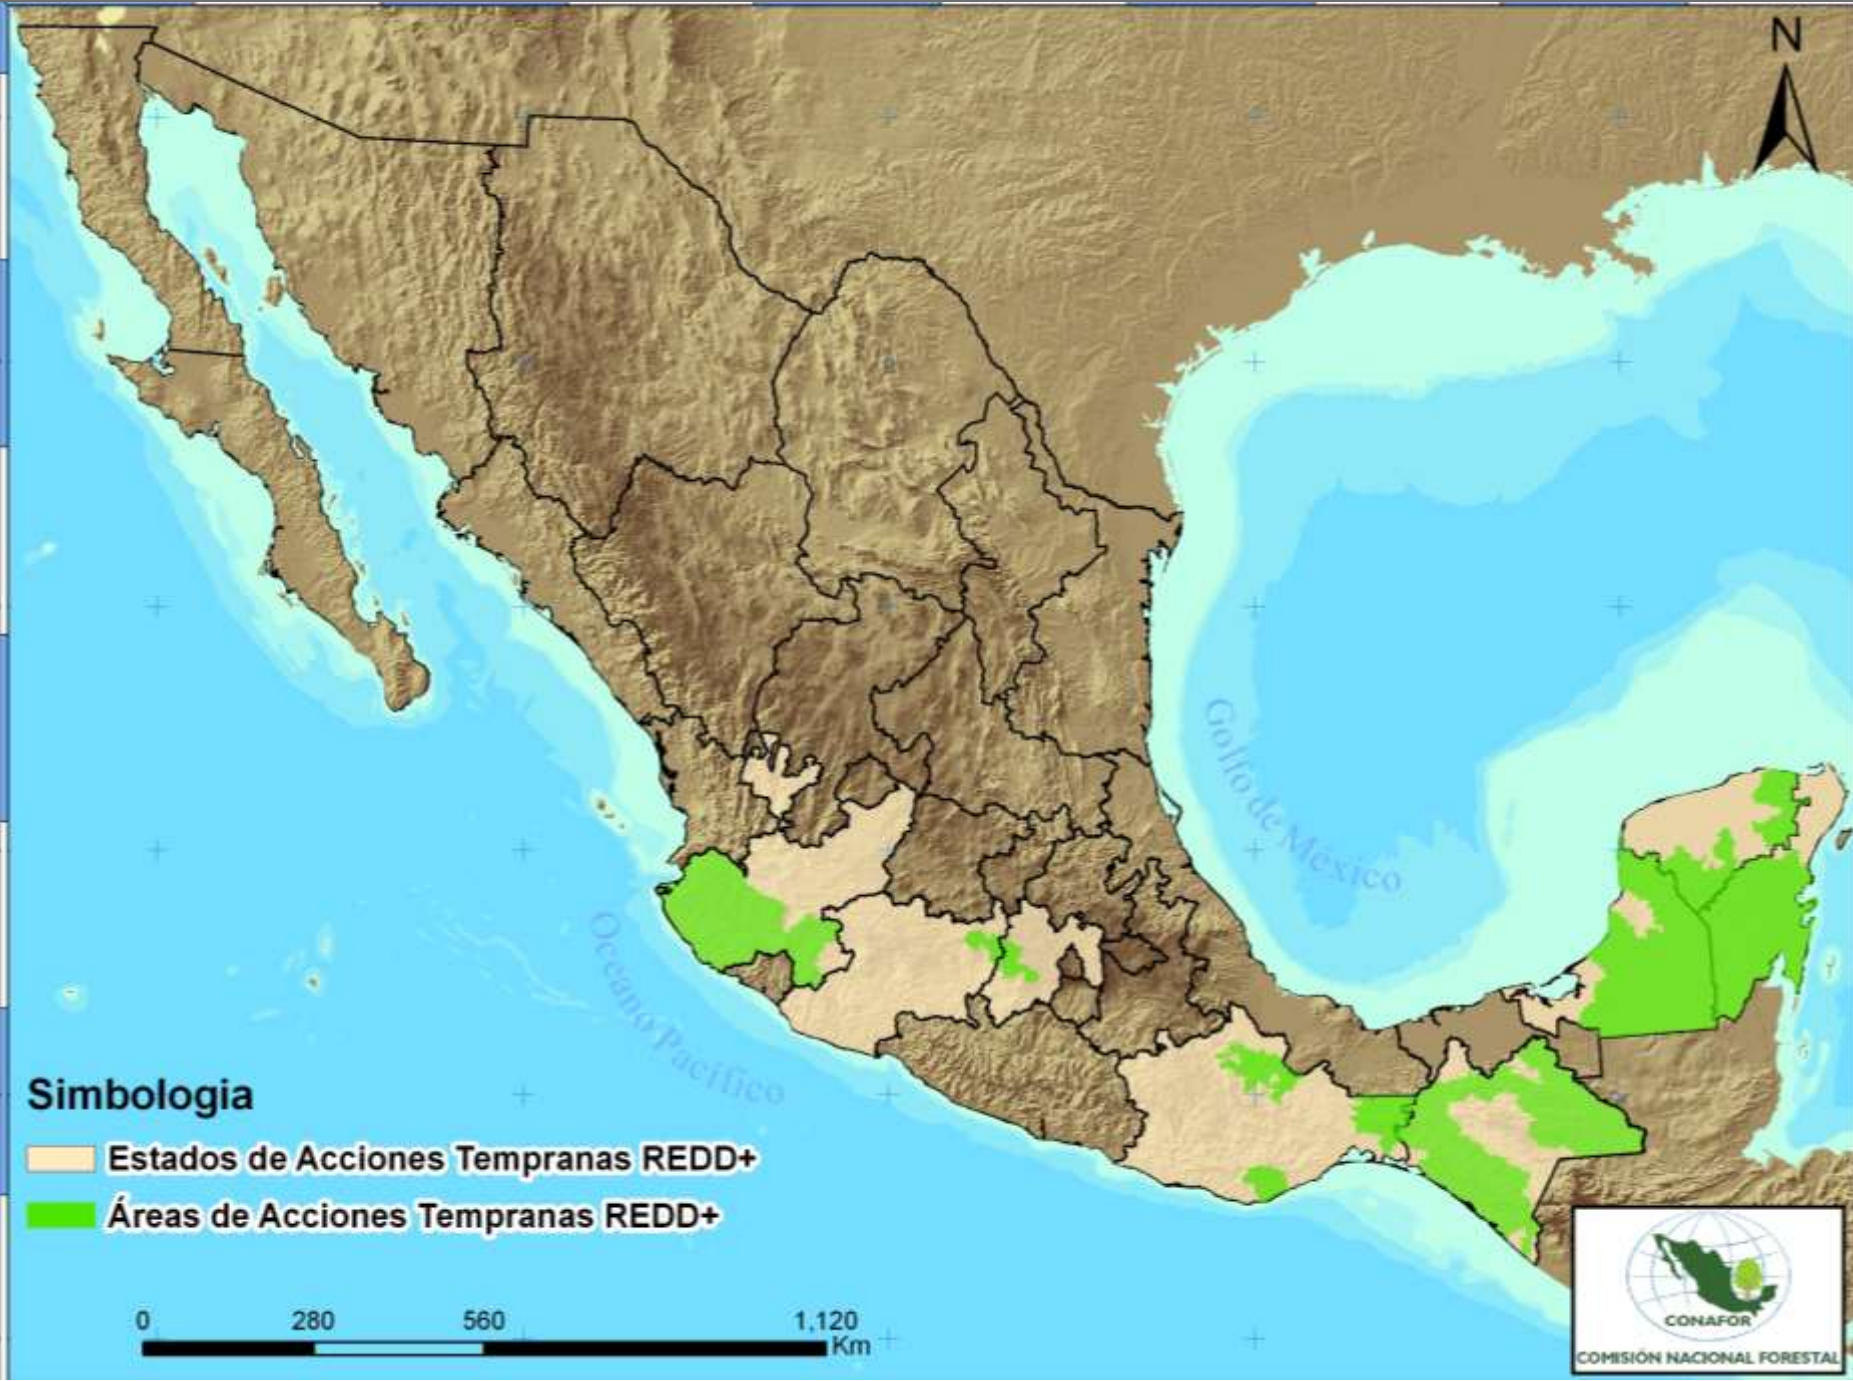 N
Golfo de México
Oceano Pacífico
Simbologia
Estados de Acciones Tempranas REDD+
Áreas de Acciones Tempranas REDD+
0 280 560 1,120
Km
CONAFOR
COMISIÓN NACIONAL FORESTAL